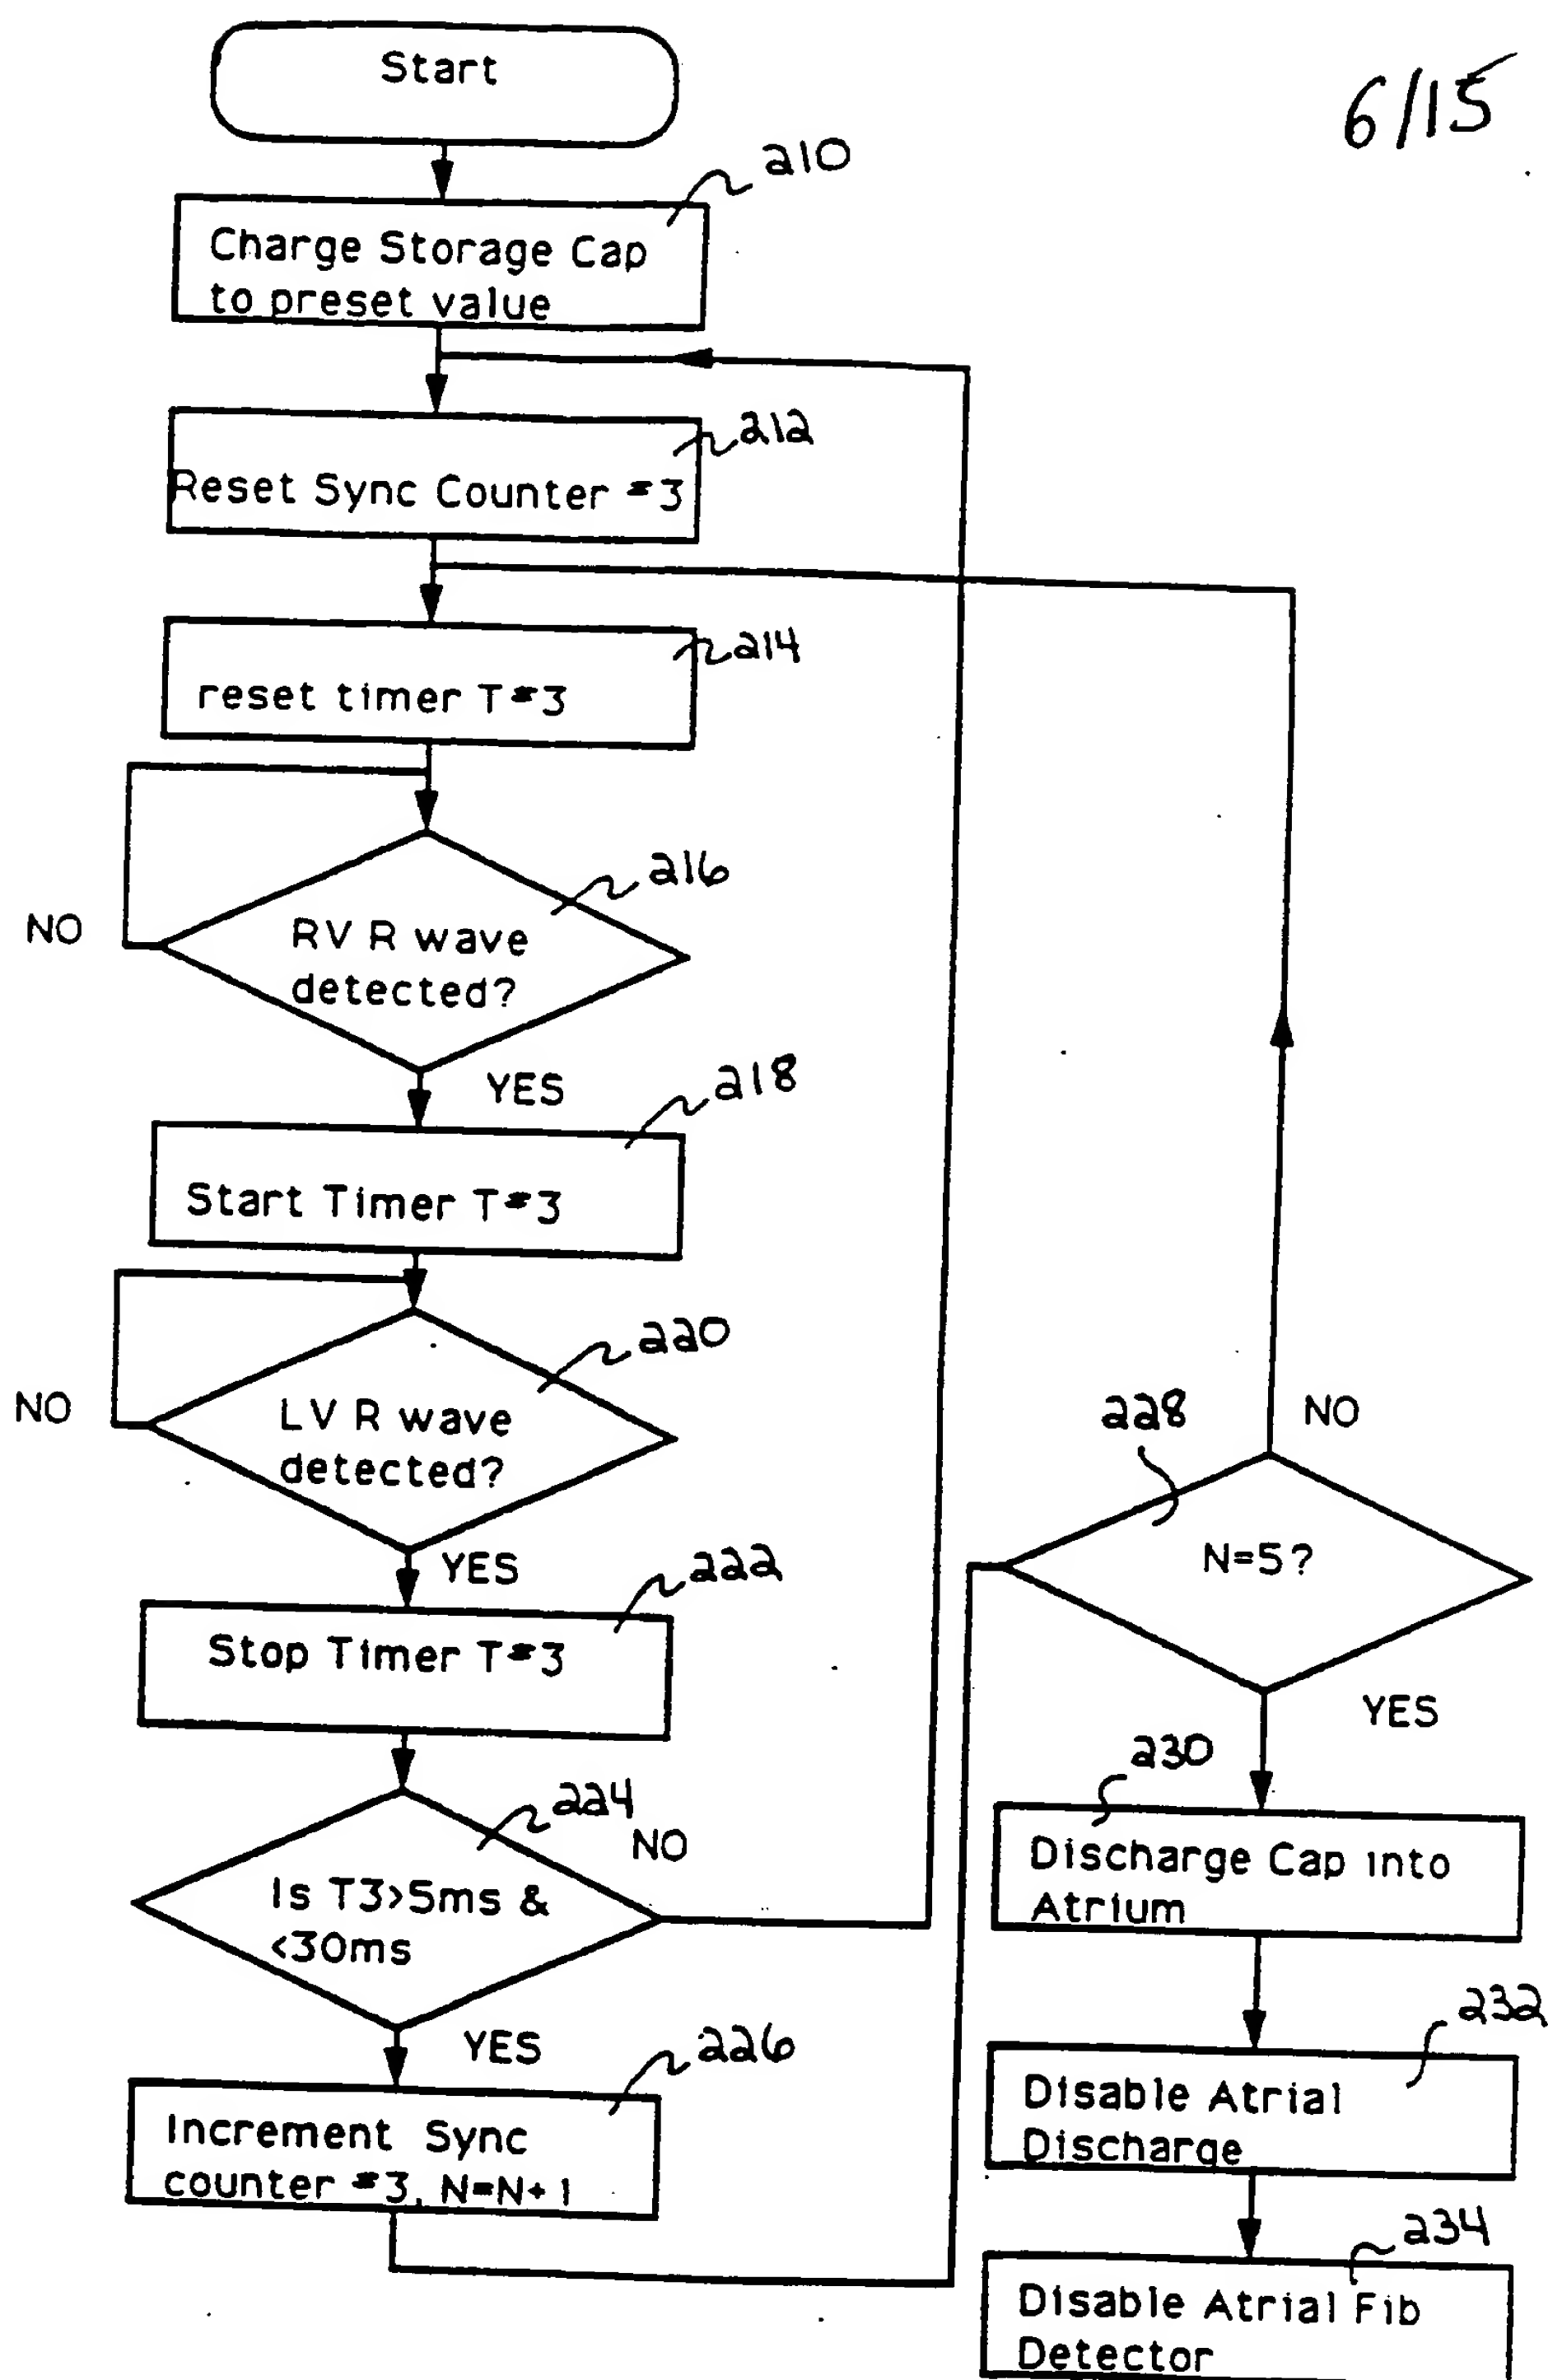 6/15
Start
210
Charge Storage Cap
to preset value
212
Reset Sync Counter #3
214
reset timer T#3
216
NO
RV R wave
detected?
YES
218
Start Timer T#3
220
NO
LV R wave
detected?
YES
222
Stop Timer T#3
224
NO
Is T3>5ms &
<30ms
YES
226
Increment Sync
counter #3, N=N+1
228
NO
N=5?
YES
230
Discharge Cap into
Atrium
232
Disable Atrial
Discharge
234
Disable Atrial Fib
Detector